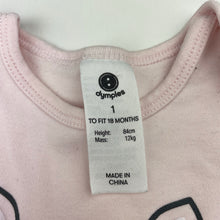 dymples
1
TO FIT 18 MONTHS
Height: 84cm
Mass: 12kg
MADE IN
CHINA